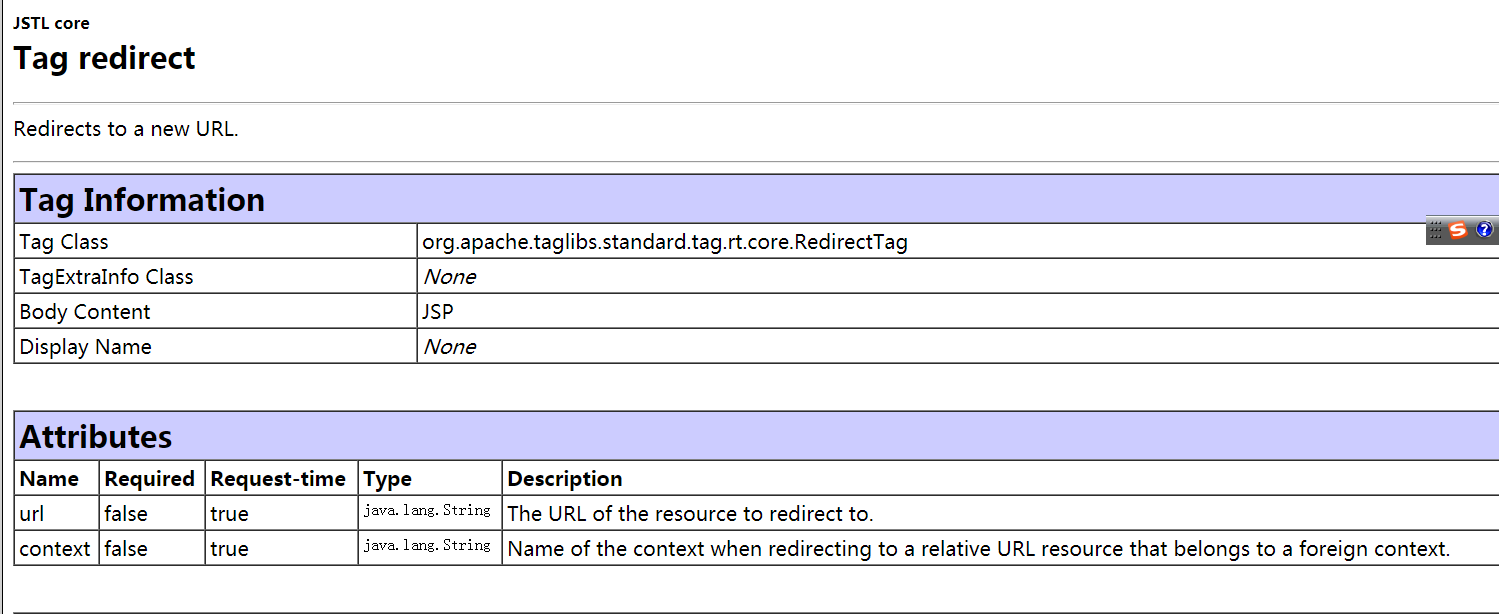 JSTL core
Tag redirect
Redirects to a new URL.
Tag Information
Tag Class org.apache.taglibs.standard.tag.rt.core.RedirectTag
TagExtraInfo Class None
Body Content JSP
Display Name None
Attributes
Name Required Request-time Type Description
url false true java.lang.String The URL of the resource to redirect to.
context false true java.lang.String Name of the context when redirecting to a relative URL resource that belongs to a foreign context.